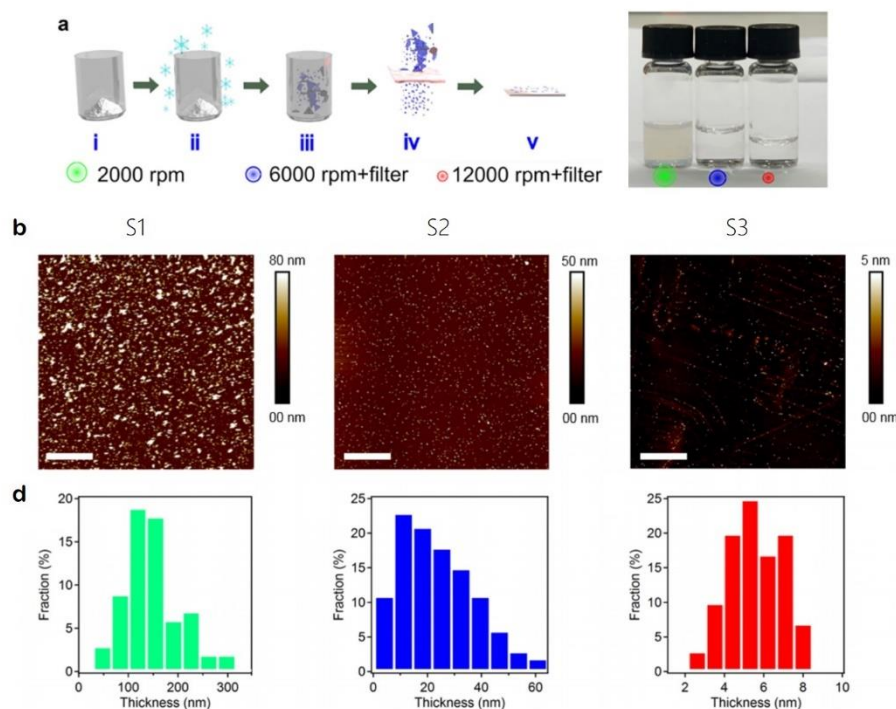 a
i ii iii iv v
2000 rpm 6000 rpm+filter 12000 rpm+filter
b S1 S2 S3
80 nm 50 nm 5 nm
00 nm 00 nm 00 nm
d
20 15 10 5 0
Fraction (%)
0 100 200 300
Thickness (nm)
25 20 15 10 5 0
Fraction (%)
0 20 40 60
Thickness (nm)
25 20 15 10 5 0
Fraction (%)
2 4 6 8 10
Thickness (nm)